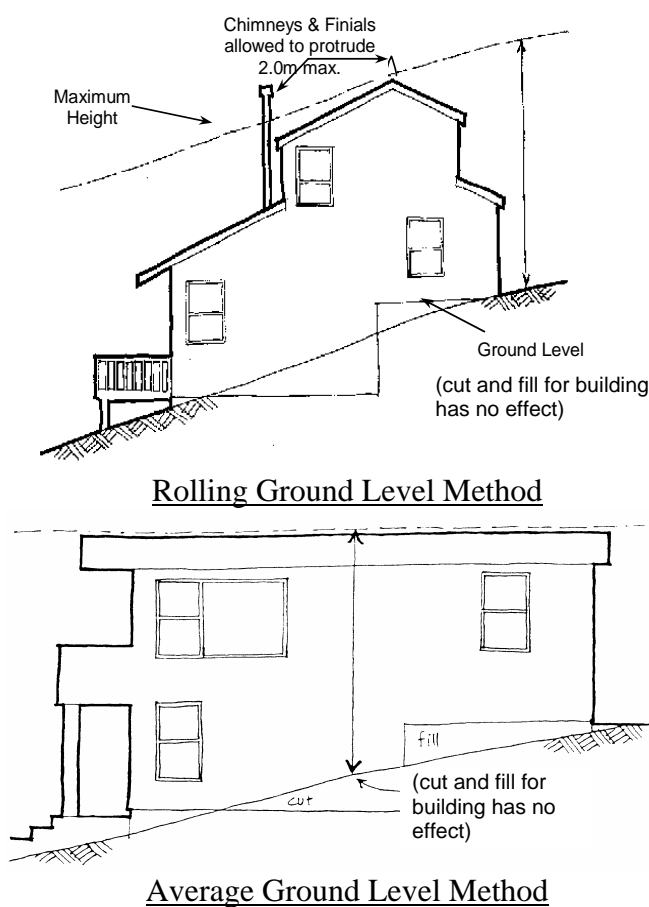 Chimneys & Finials
allowed to protrude
2.0m max.
Maximum
Height
Ground Level
(cut and fill for building
has no effect)
Rolling Ground Level Method
fill
cut
(cut and fill for
building has no
effect)
Average Ground Level Method